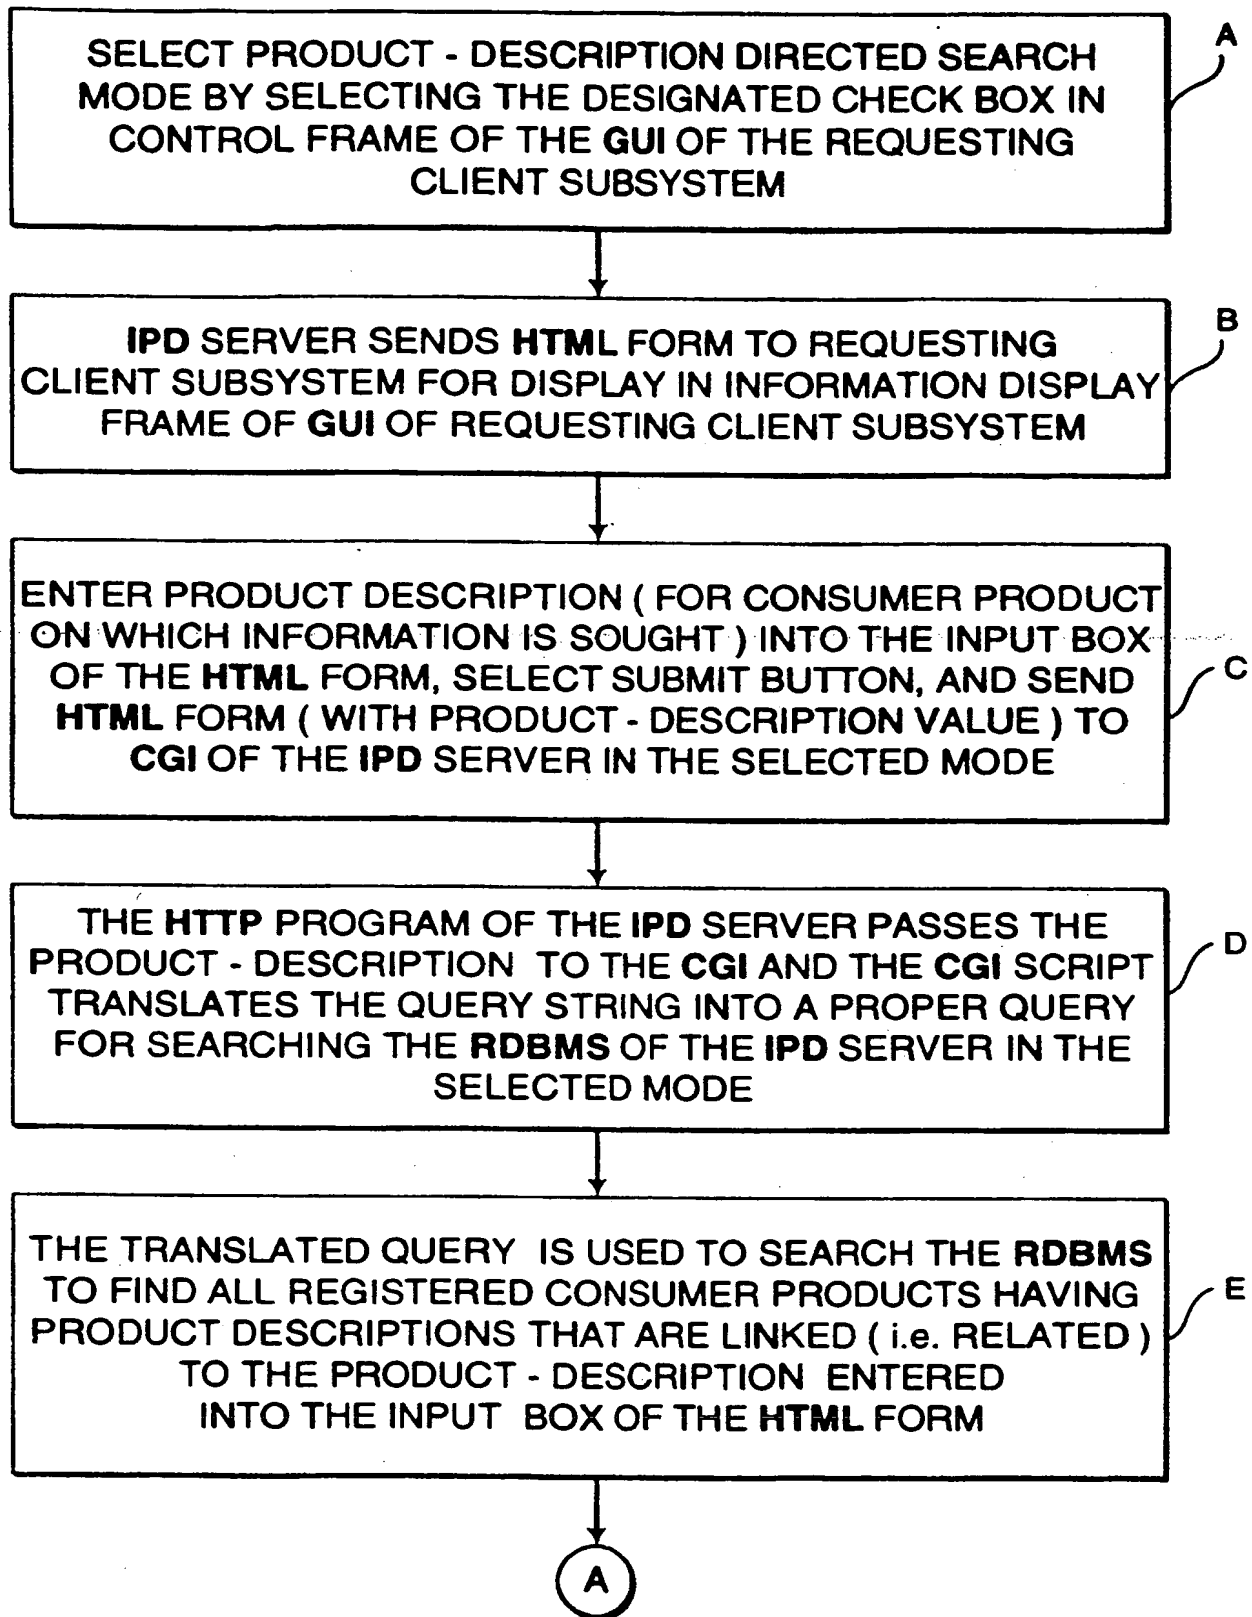 SELECT PRODUCT - DESCRIPTION DIRECTED SEARCH
MODE BY SELECTING THE DESIGNATED CHECK BOX IN
CONTROL FRAME OF THE GUI OF THE REQUESTING
CLIENT SUBSYSTEM
A
IPD SERVER SENDS HTML FORM TO REQUESTING
CLIENT SUBSYSTEM FOR DISPLAY IN INFORMATION DISPLAY
FRAME OF GUI OF REQUESTING CLIENT SUBSYSTEM
B
ENTER PRODUCT DESCRIPTION ( FOR CONSUMER PRODUCT
ON WHICH INFORMATION IS SOUGHT ) INTO THE INPUT BOX
OF THE HTML FORM, SELECT SUBMIT BUTTON, AND SEND
HTML FORM ( WITH PRODUCT - DESCRIPTION VALUE ) TO
CGI OF THE IPD SERVER IN THE SELECTED MODE
C
THE HTTP PROGRAM OF THE IPD SERVER PASSES THE
PRODUCT - DESCRIPTION TO THE CGI AND THE CGI SCRIPT
TRANSLATES THE QUERY STRING INTO A PROPER QUERY
FOR SEARCHING THE RDBMS OF THE IPD SERVER IN THE
SELECTED MODE
D
THE TRANSLATED QUERY IS USED TO SEARCH THE RDBMS
TO FIND ALL REGISTERED CONSUMER PRODUCTS HAVING
PRODUCT DESCRIPTIONS THAT ARE LINKED ( i.e. RELATED )
TO THE PRODUCT - DESCRIPTION ENTERED
INTO THE INPUT BOX OF THE HTML FORM
E
A